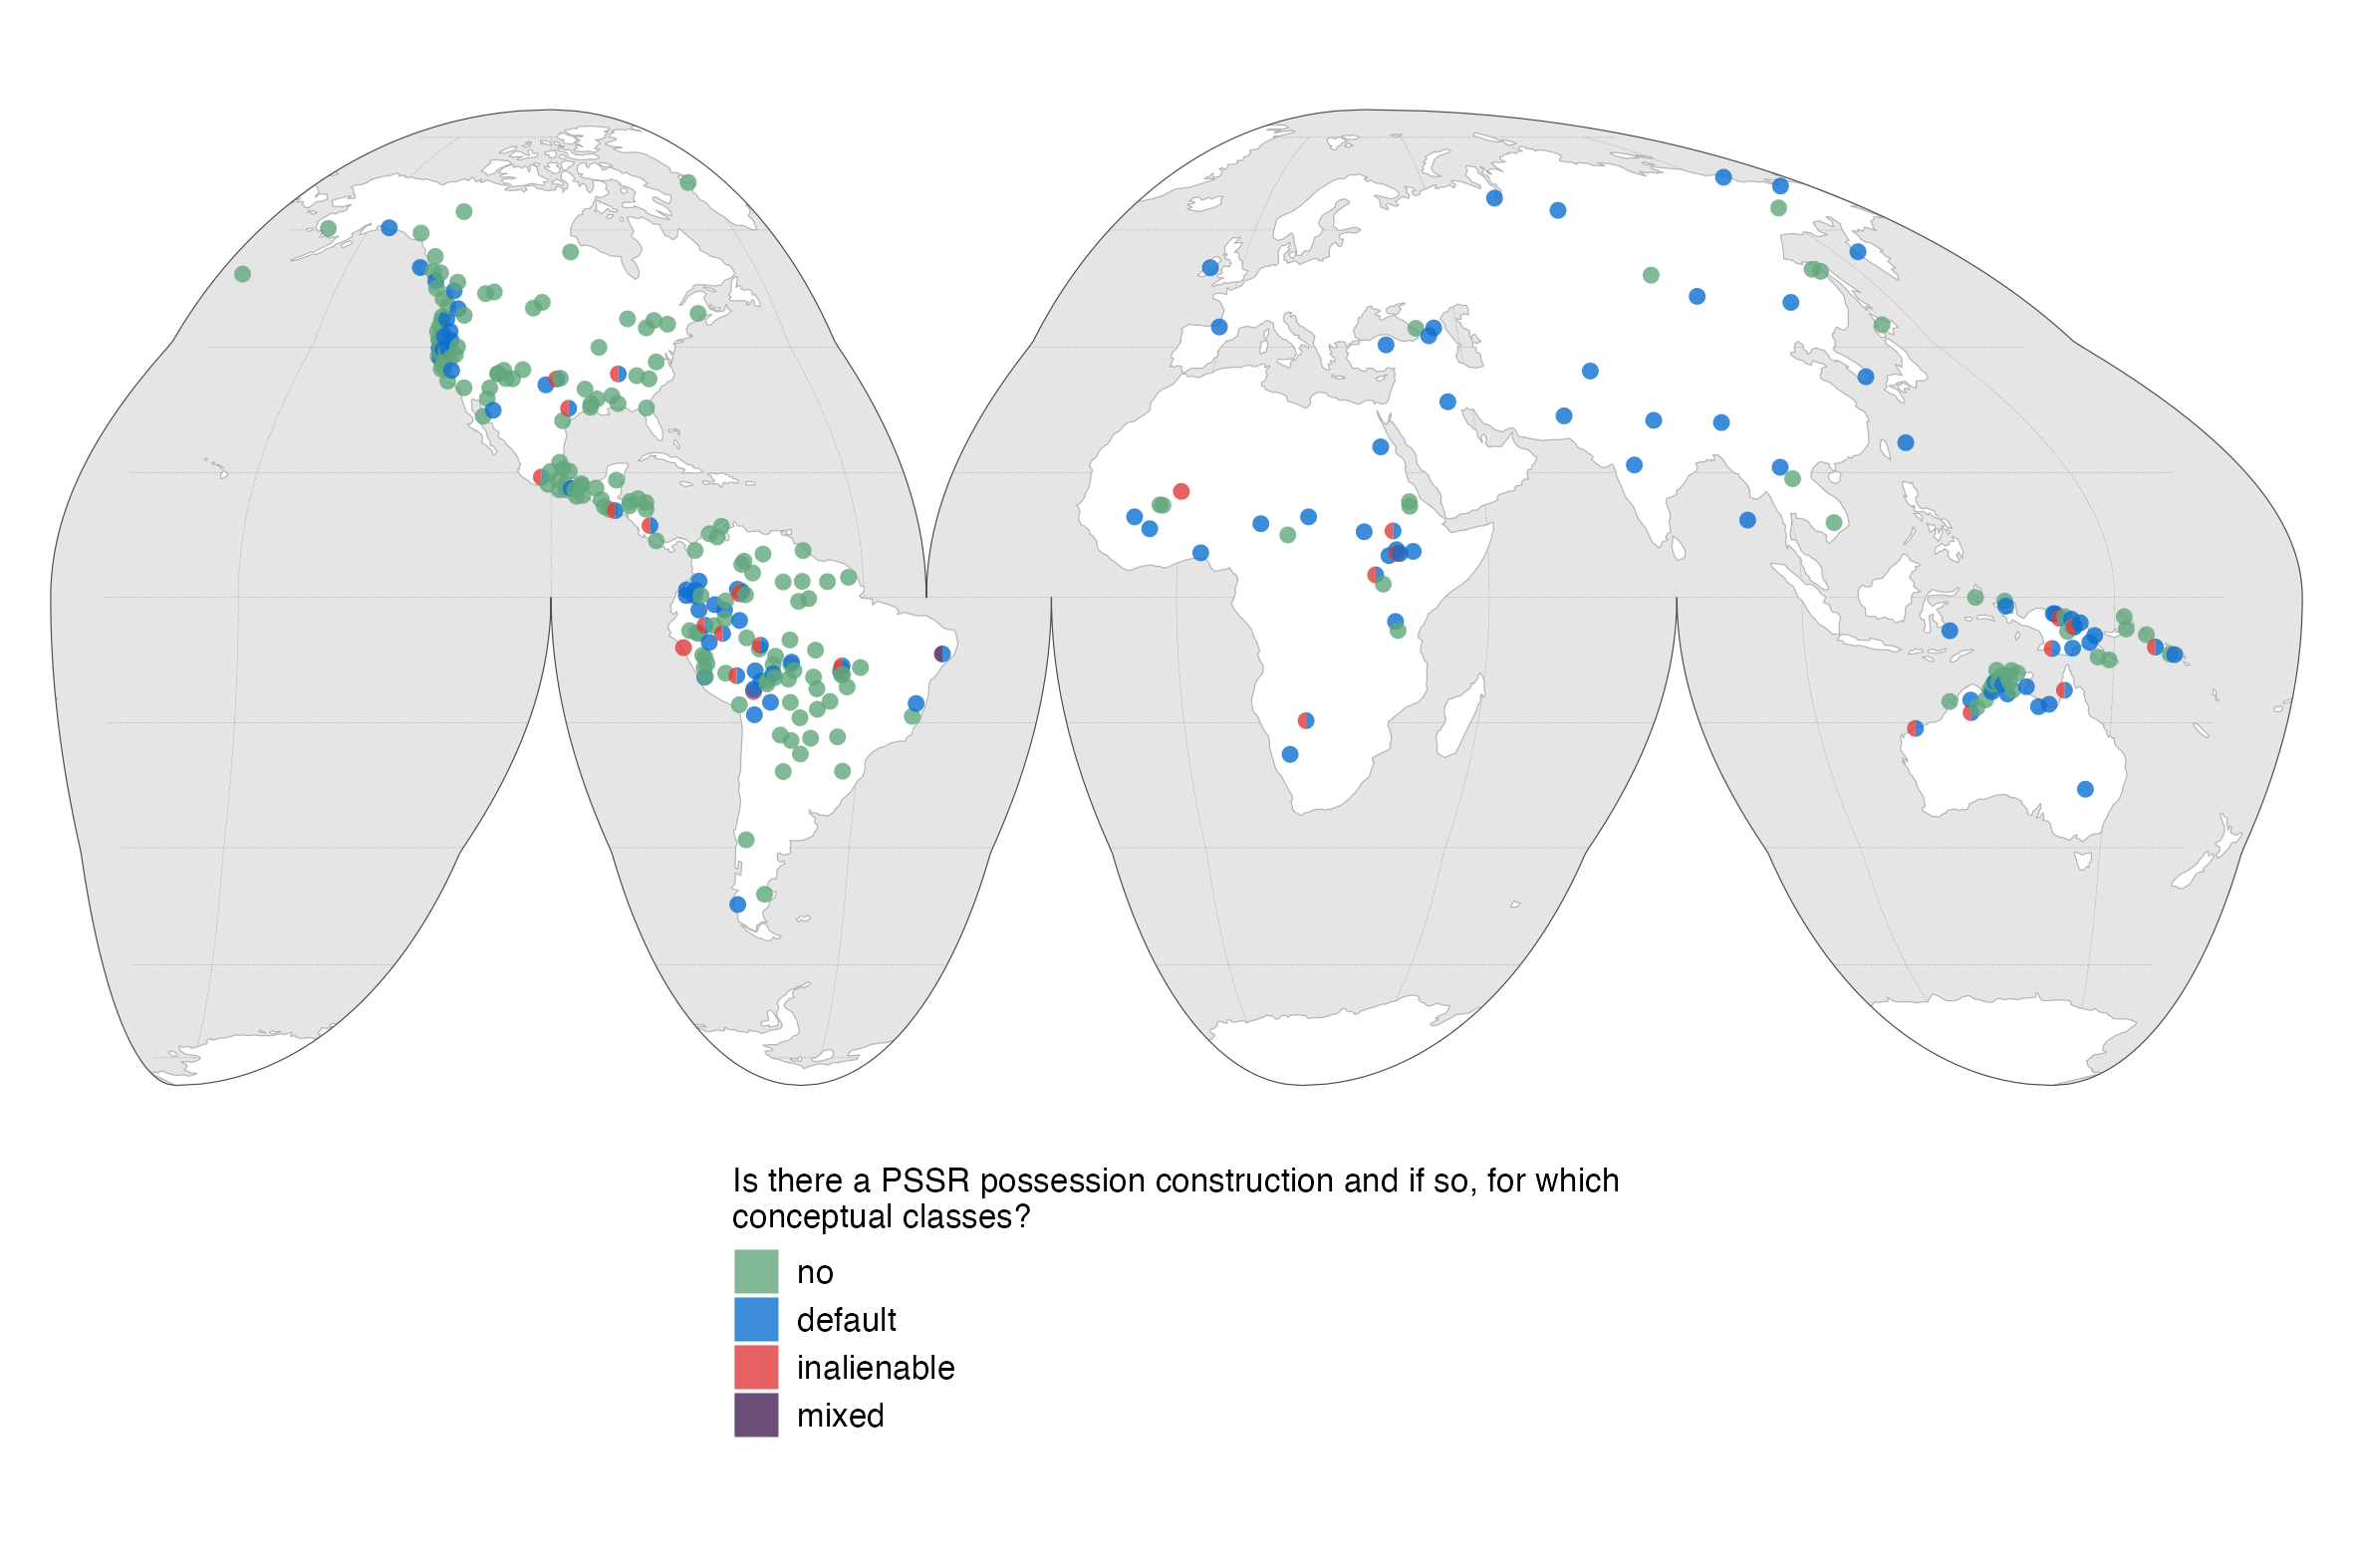 Is there a PSSR possession construction and if so, for which
conceptual classes?
no
default
inalienable
mixed